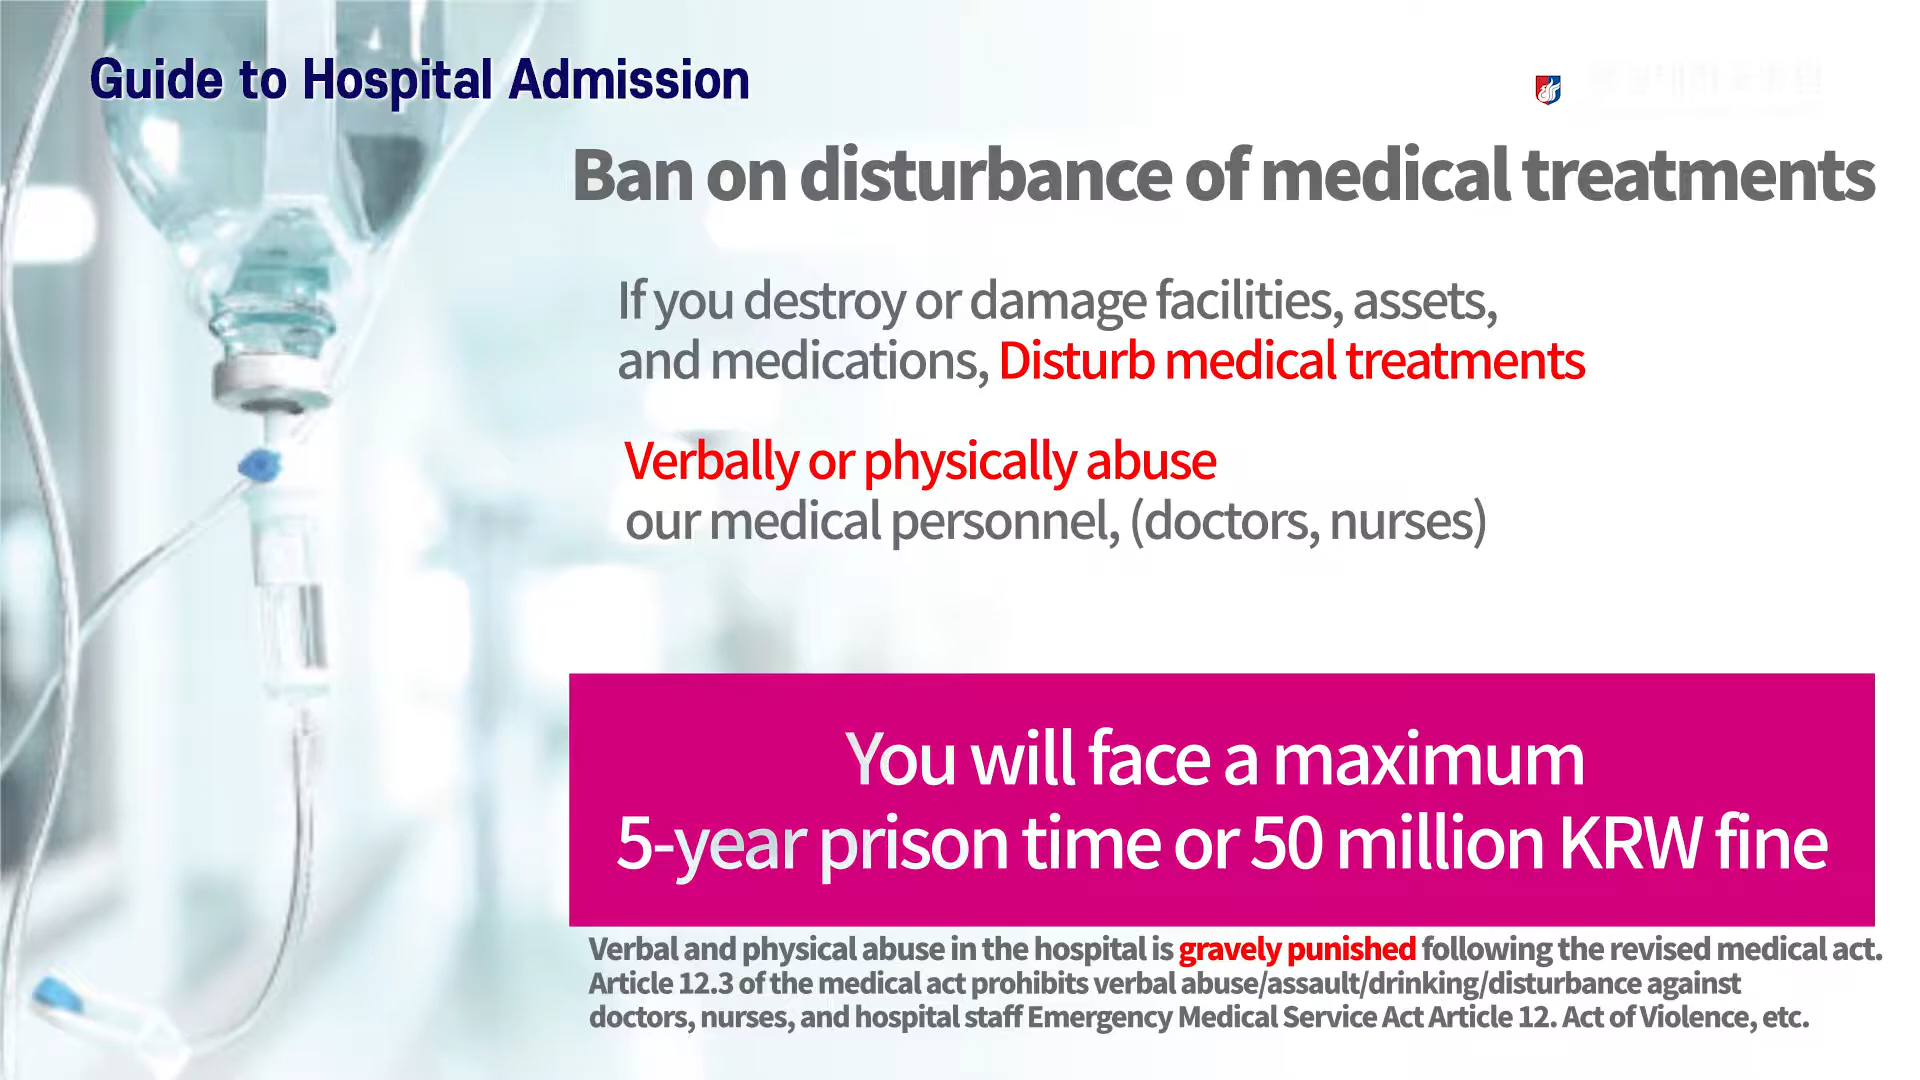 Guide to Hospital Admission
Ban on disturbance of medical treatments
If you destroy or damage facilities, assets,
and medications, Disturb medical treatments
Verbally or physically abuse
our medical personnel, (doctors, nurses)
You will face a maximum
5-year prison time or 50 million KRW fine
Verbal and physical abuse in the hospital is gravely punished following the revised medical act.
Article 12.3 of the medical act prohibits verbal abuse/assault/drinking/disturbance against
doctors, nurses, and hospital staff Emergency Medical Service Act Article 12. Act of Violence, etc.